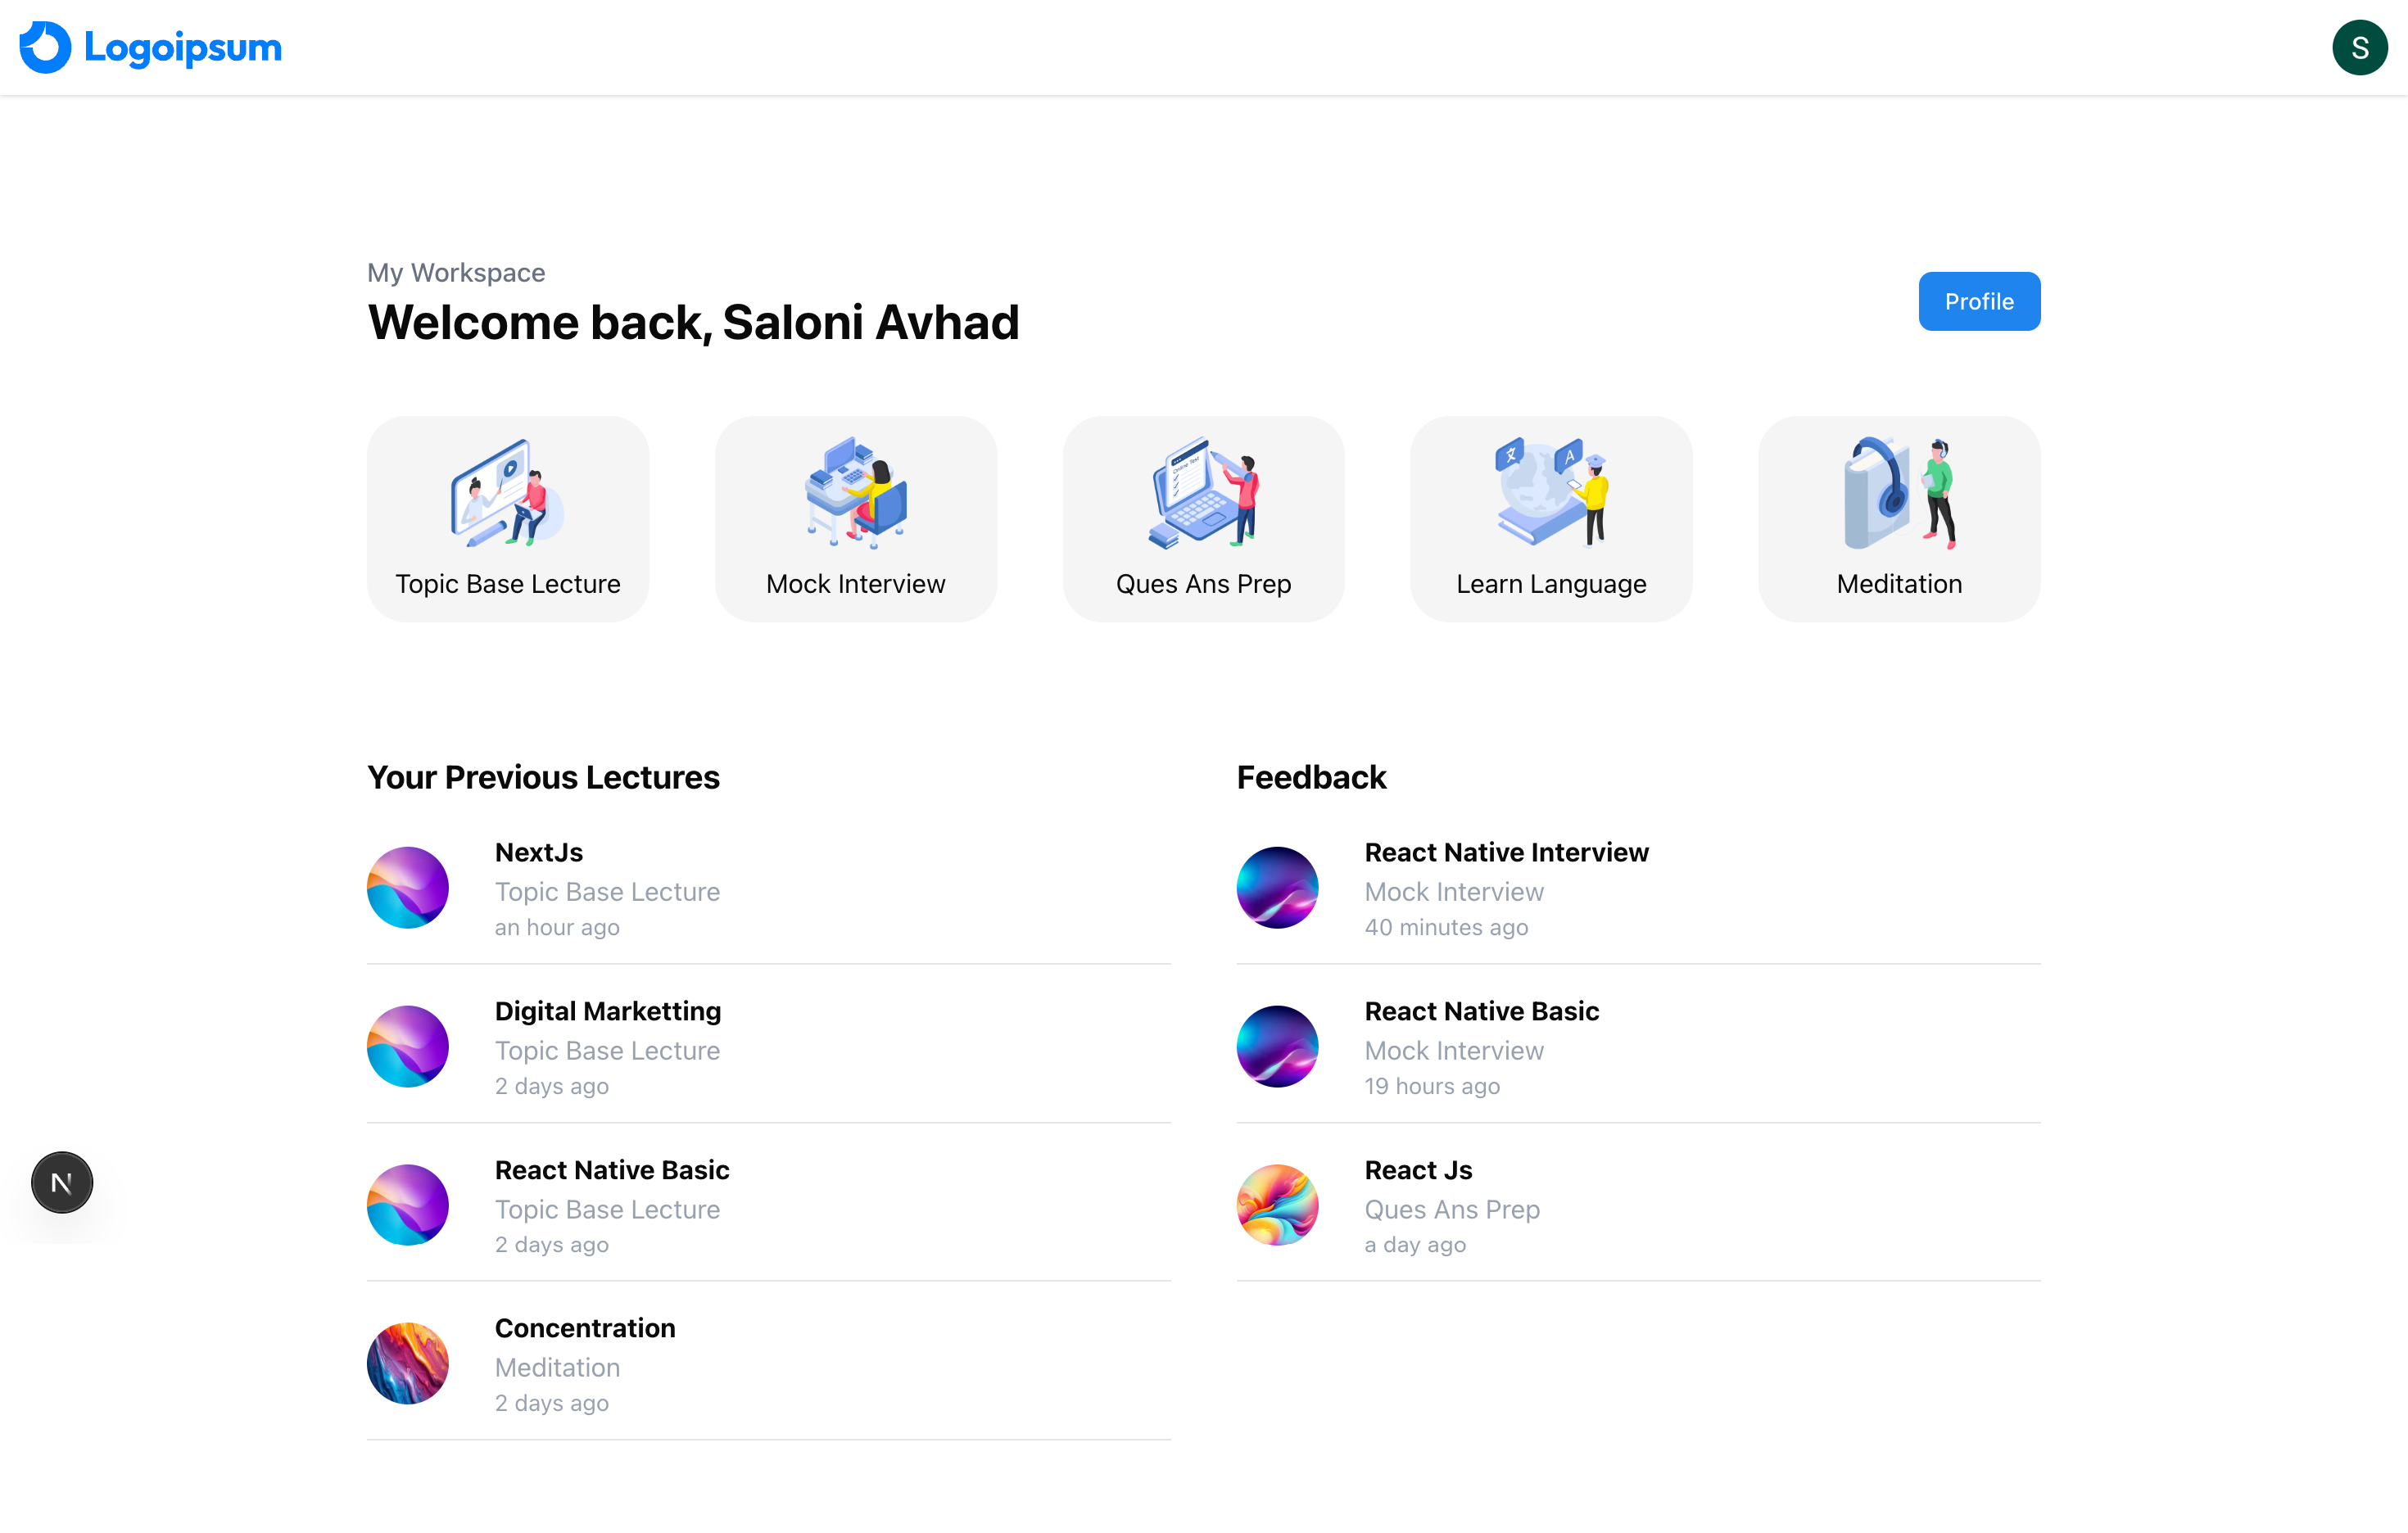 Logoipsum
S
My Workspace
Welcome back, Saloni Avhad
Profile
Online Test
文
A
Topic Base Lecture
Mock Interview
Ques Ans Prep
Learn Language
Meditation
Your Previous Lectures
NextJs
Topic Base Lecture
an hour ago
Digital Marketting
Topic Base Lecture
2 days ago
React Native Basic
Topic Base Lecture
2 days ago
Concentration
Meditation
2 days ago
Feedback
React Native Interview
Mock Interview
40 minutes ago
React Native Basic
Mock Interview
19 hours ago
React Js
Ques Ans Prep
a day ago
N